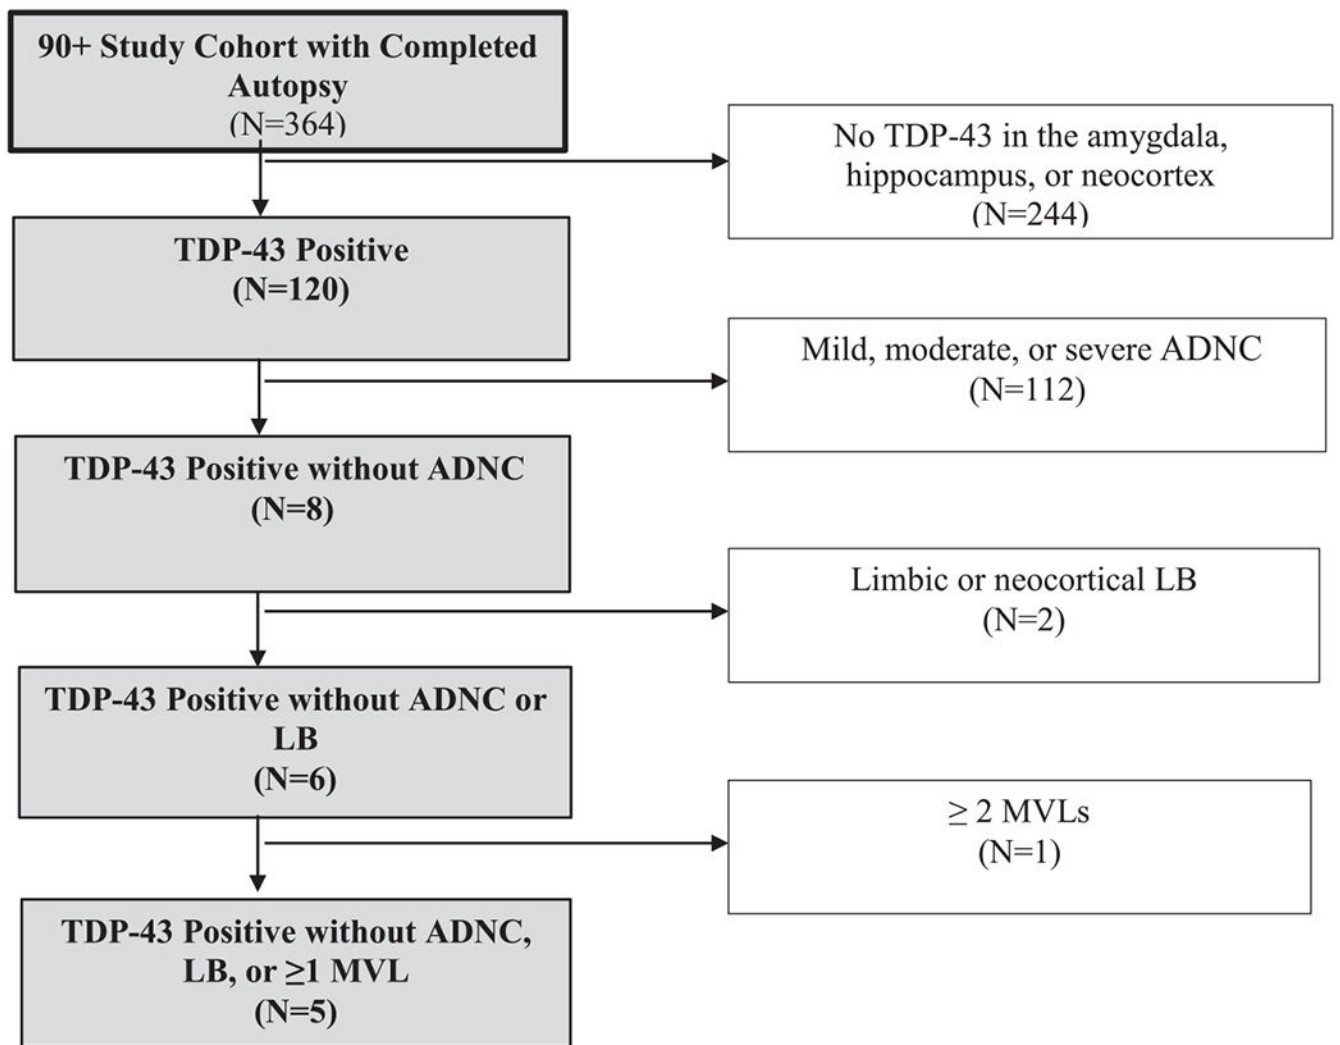 90+ Study Cohort with Completed
Autopsy
(N=364)
No TDP-43 in the amygdala,
hippocampus, or neocortex
(N=244)
TDP-43 Positive
(N=120)
Mild, moderate, or severe ADNC
(N=112)
TDP-43 Positive without ADNC
(N=8)
Limbic or neocortical LB
(N=2)
TDP-43 Positive without ADNC or
LB
(N=6)
≥ 2 MVLs
(N=1)
TDP-43 Positive without ADNC,
LB, or ≥1 MVL
(N=5)